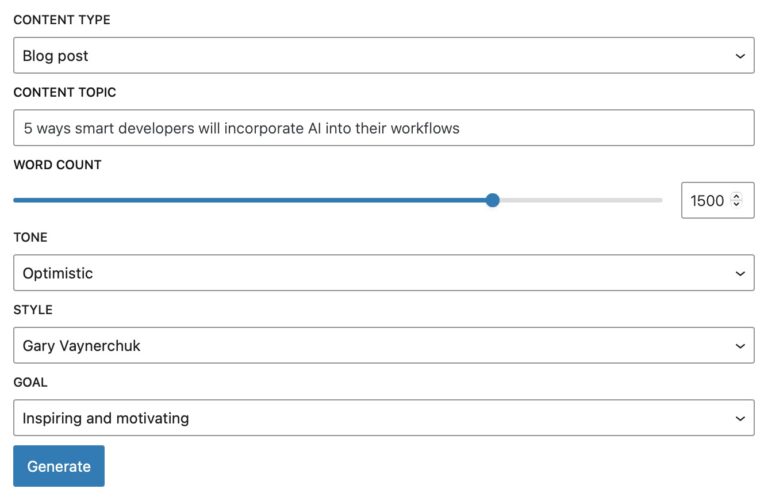 CONTENT TYPE
Blog post
CONTENT TOPIC
5 ways smart developers will incorporate AI into their workflows
WORD COUNT
1500
TONE
Optimistic
STYLE
Gary Vaynerchuk
GOAL
Inspiring and motivating
Generate